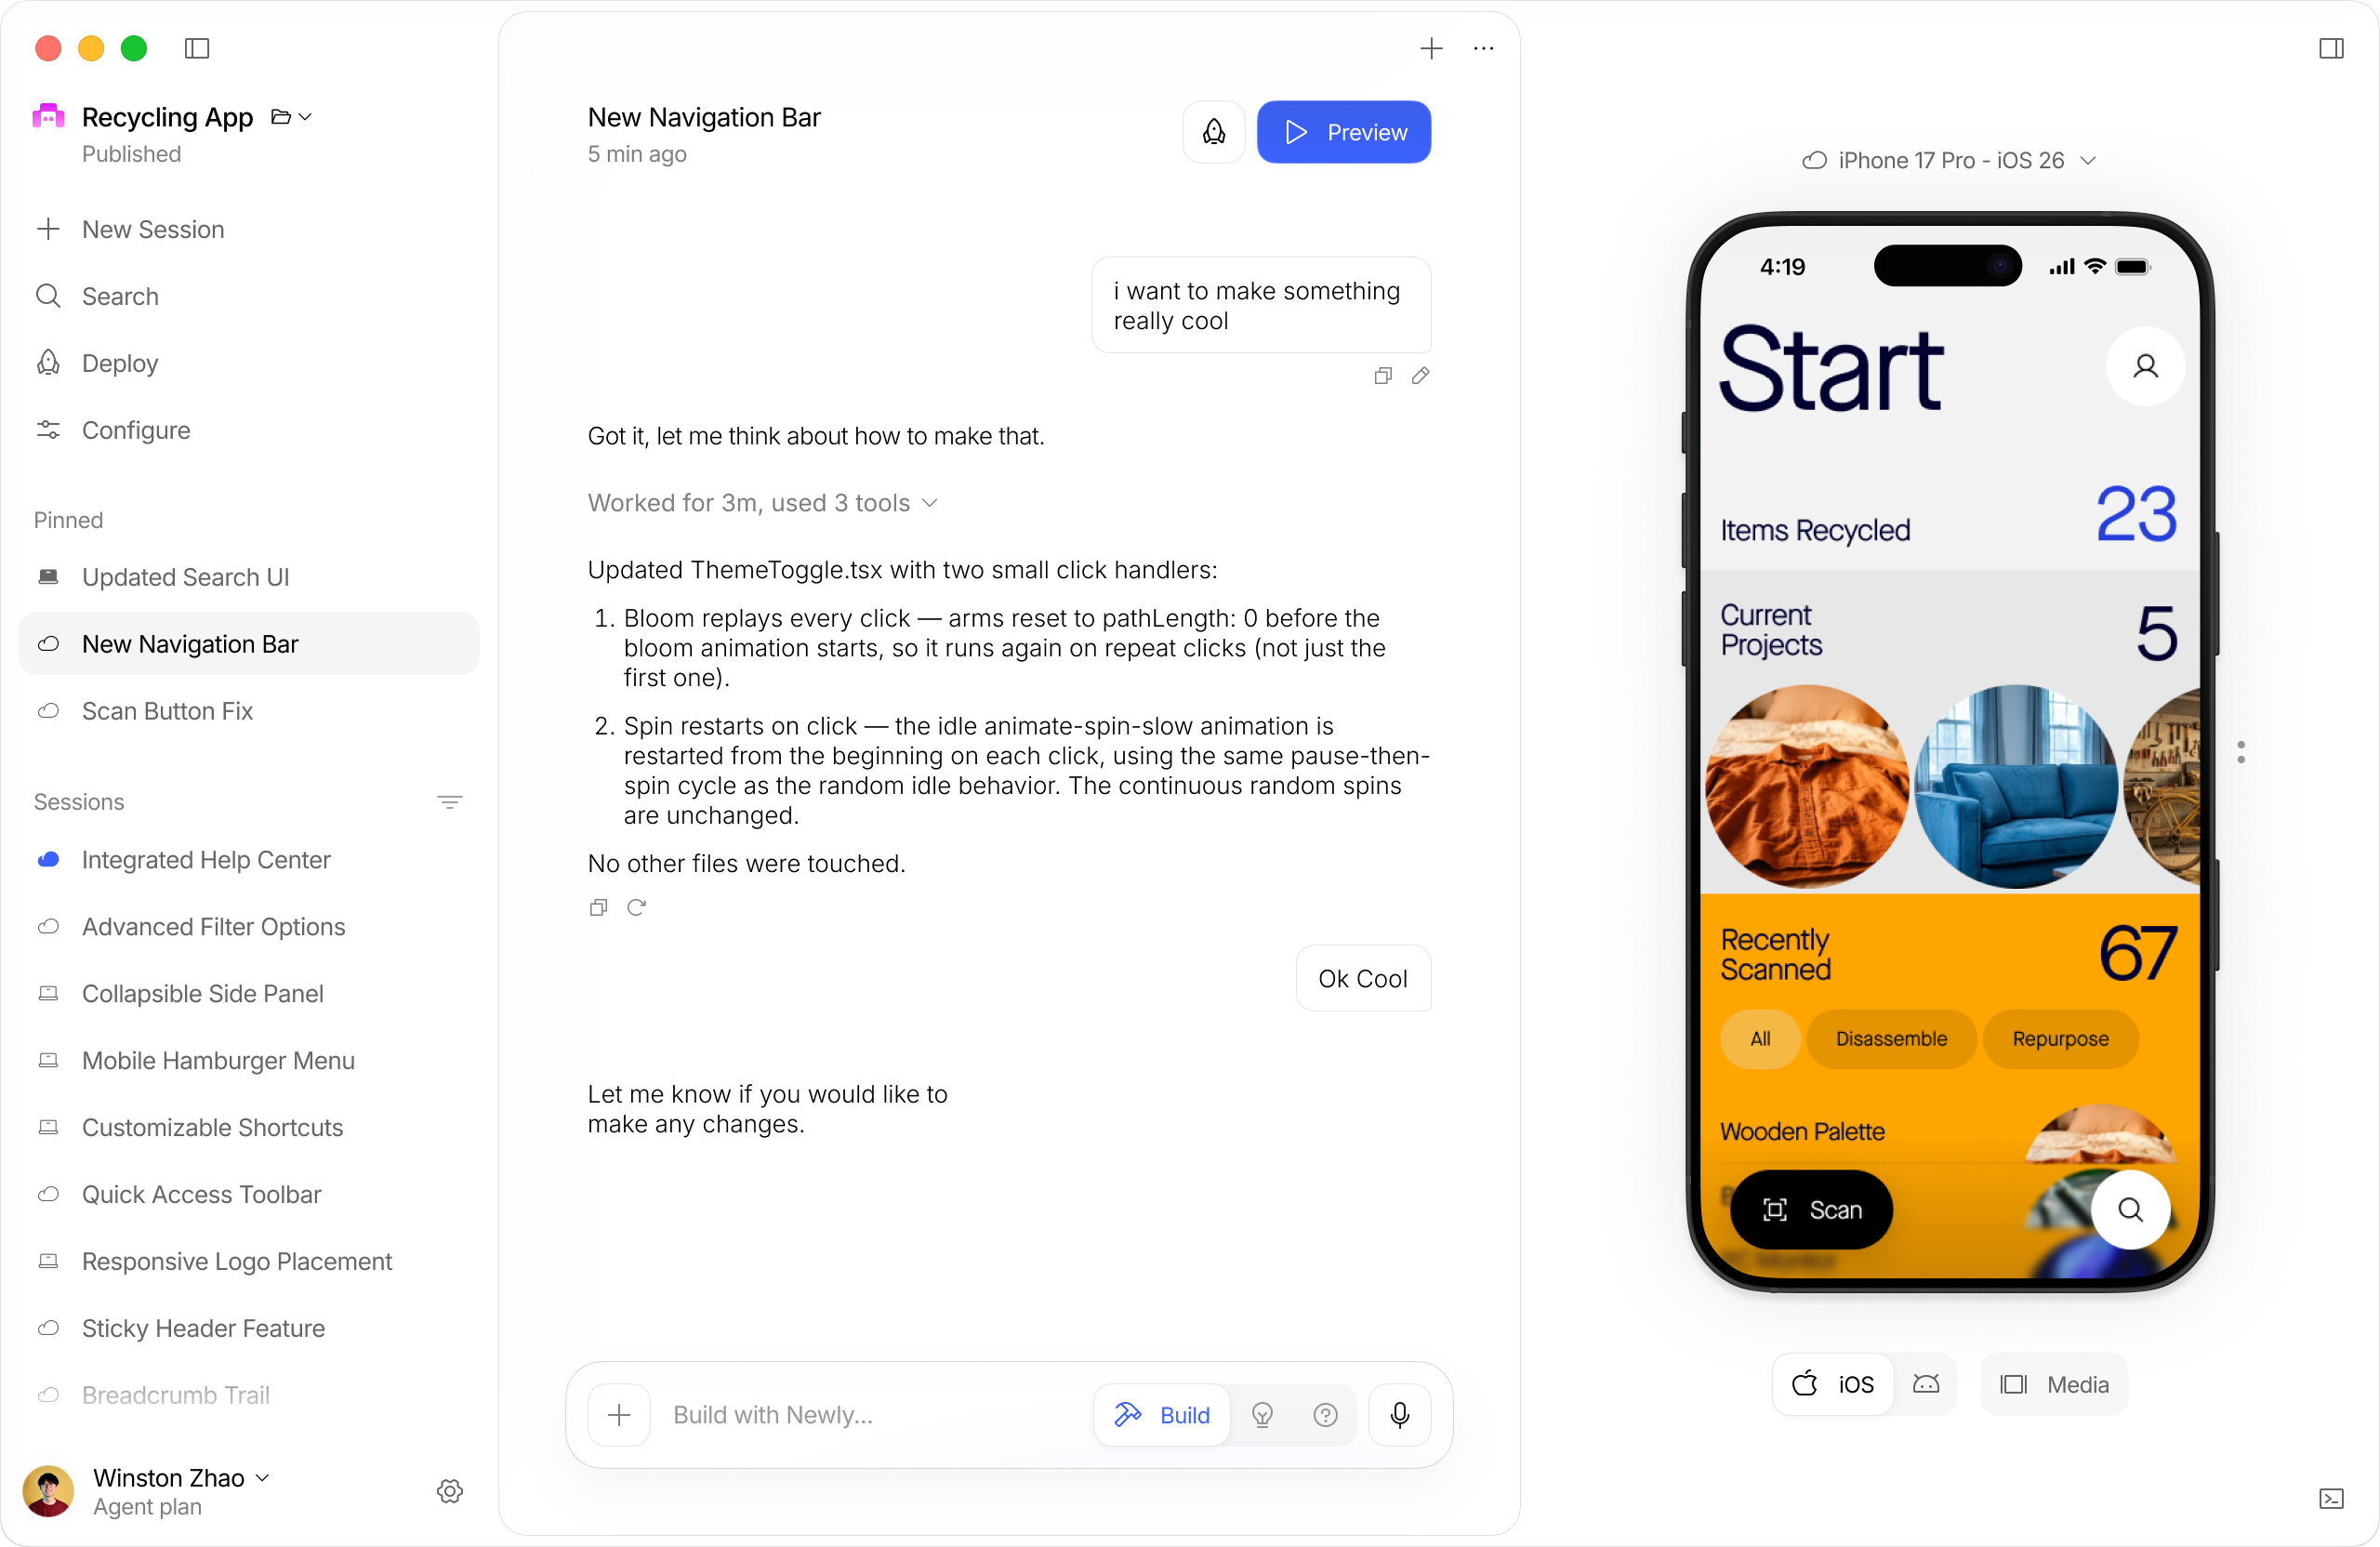 Recycling App
Published
New Session
Search
Deploy
Configure
Pinned
Updated Search UI
New Navigation Bar
Scan Button Fix
Sessions
Integrated Help Center
Advanced Filter Options
Collapsible Side Panel
Mobile Hamburger Menu
Customizable Shortcuts
Quick Access Toolbar
Responsive Logo Placement
Sticky Header Feature
Breadcrumb Trail
Winston Zhao
Agent plan
New Navigation Bar
5 min ago
Preview
i want to make something
really cool
Got it, let me think about how to make that.
Worked for 3m, used 3 tools
Updated ThemeToggle.tsx with two small click handlers:
1. Bloom replays every click — arms reset to pathLength: 0 before the
bloom animation starts, so it runs again on repeat clicks (not just the
first one).
2. Spin restarts on click — the idle animate-spin-slow animation is
restarted from the beginning on each click, using the same pause-then-
spin cycle as the random idle behavior. The continuous random spins
are unchanged.
No other files were touched.
Ok Cool
Let me know if you would like to
make any changes.
Build with Newly...
Build
iPhone 17 Pro - iOS 26
4:19
Start
Items Recycled
23
Current
Projects
5
Recently
Scanned
67
All
Disassemble
Repurpose
Wooden Palette
Scan
iOS
Media